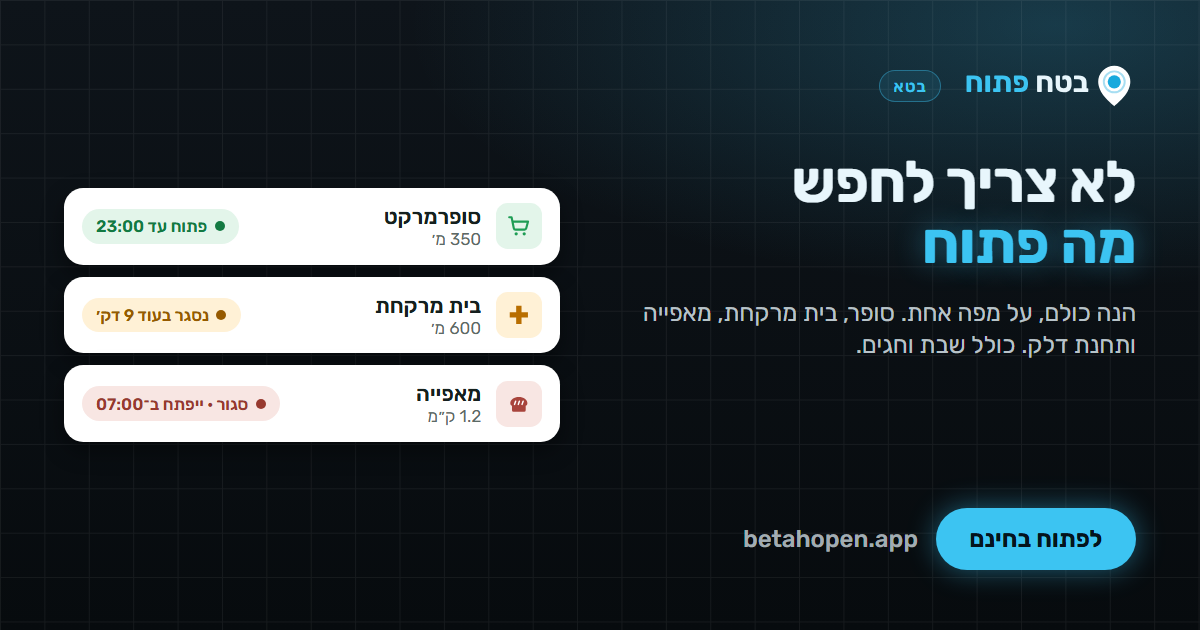 בטח פתוח
בטא
לא צריך לחפש
מה פתוח
הנה כולם, על מפה אחת. סופר, בית מרקחת, מאפייה
ותחנת דלק. כולל שבת וחגים.
לפתוח בחינם
betahopen.app
סופרמרקט
350 מ׳
פתוח עד 23:00
בית מרקחת
600 מ׳
נסגר בעוד 9 דק׳
מאפייה
1.2 ק״מ
סגור · ייפתח ב־07:00